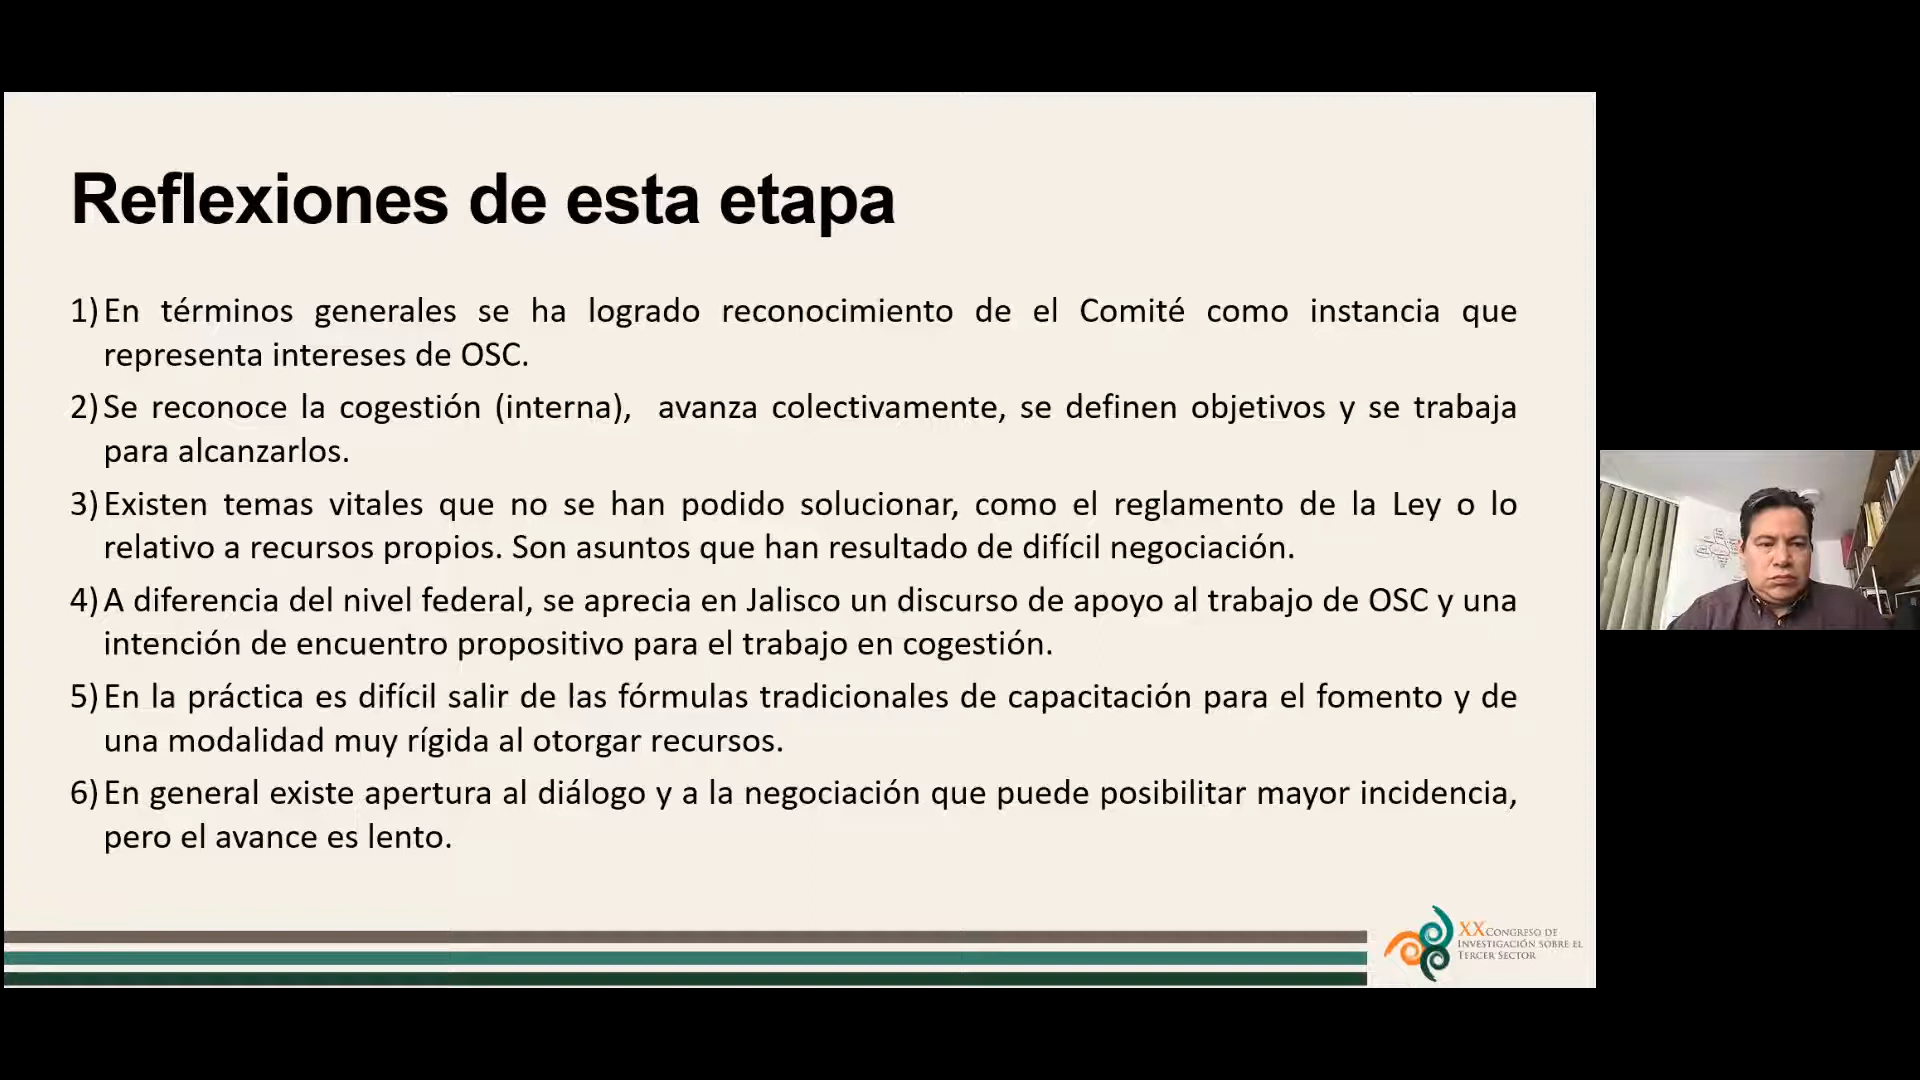 Reflexiones de esta etapa
1) En términos generales se ha logrado reconocimiento de el Comité como instancia que
representa intereses de OSC.
2) Se reconoce la cogestión (interna), avanza colectivamente, se definen objetivos y se trabaja
para alcanzarlos.
3) Existen temas vitales que no se han podido solucionar, como el reglamento de la Ley o lo
relativo a recursos propios. Son asuntos que han resultado de difícil negociación.
4) A diferencia del nivel federal, se aprecia en Jalisco un discurso de apoyo al trabajo de OSC y una
intención de encuentro propositivo para el trabajo en cogestión.
5) En la práctica es difícil salir de las fórmulas tradicionales de capacitación para el fomento y de
una modalidad muy rígida al otorgar recursos.
6) En general existe apertura al diálogo y a la negociación que puede posibilitar mayor incidencia,
pero el avance es lento.
XX CONGRESO DE
INVESTIGACIÓN SOBRE EL
TERCER SECTOR